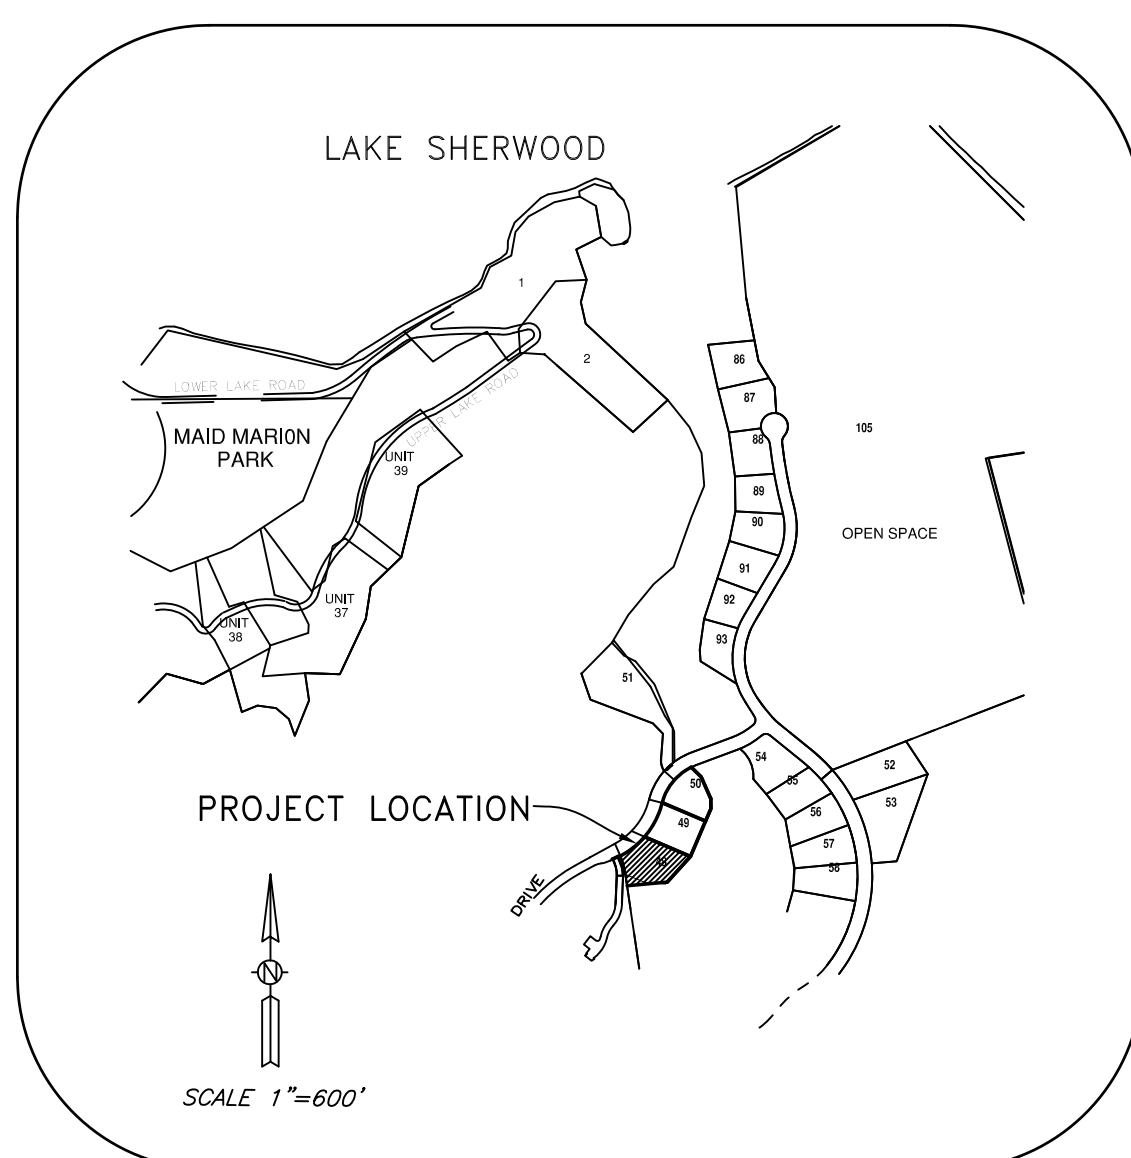 LAKE SHERWOOD
1
2
86
LOWER LAKE ROAD
87
UPPER LAKE ROAD
105
MAID MARION
PARK
88
UNIT
39
89
90
OPEN SPACE
91
UNIT
37
92
UNIT
38
93
51
54
52
55
50
53
PROJECT LOCATION
56
49
57
48
58
DRIVE
N
SCALE 1"=600'